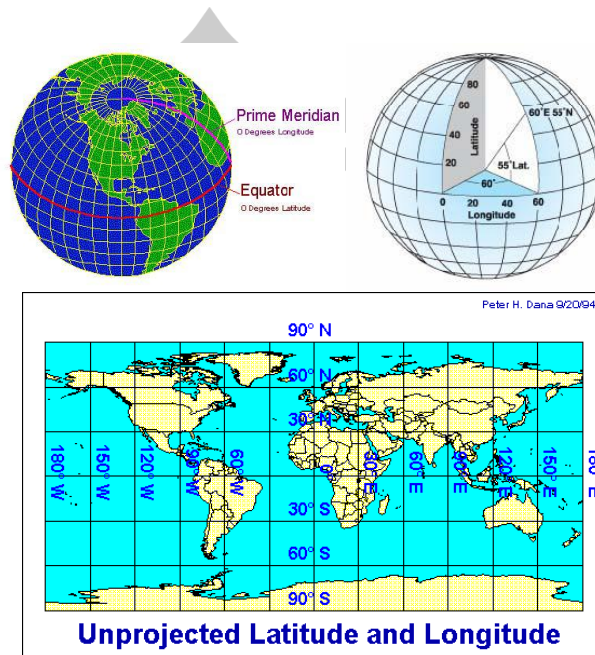 Prime Meridian
0 Degrees Longitude
Equator
0 Degrees Latitude
80
60
40
20
Latitude
60°E 55°N
55°Lat.
60°
0 20 40 60
Longitude
Peter H. Dana 9/20/94
90° N
60° N
30° N
180° W
150° W
120° W
90° W
60° W
0°
30° E
60° E
90° E
120° E
150° E
30° S
60° S
90° S
Unprojected Latitude and Longitude